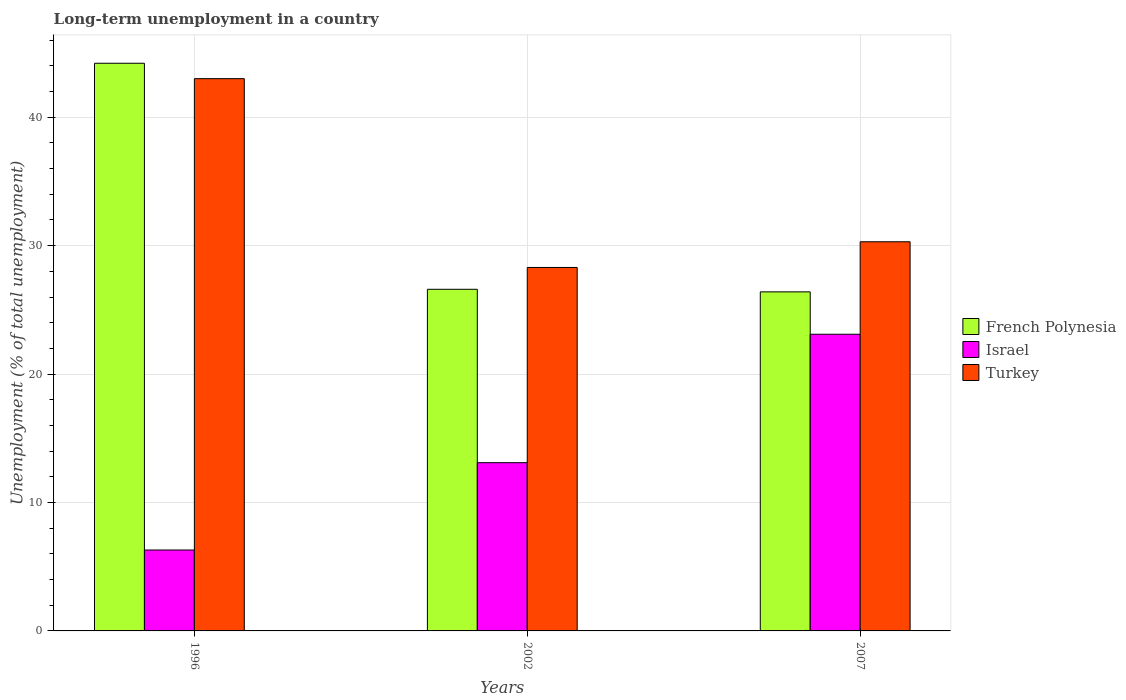 Long-term unemployment in a country
Unemployment (% of total unemployment)
40
30
20
10
0
1996
2002
2007
Years
French Polynesia
Israel
Turkey